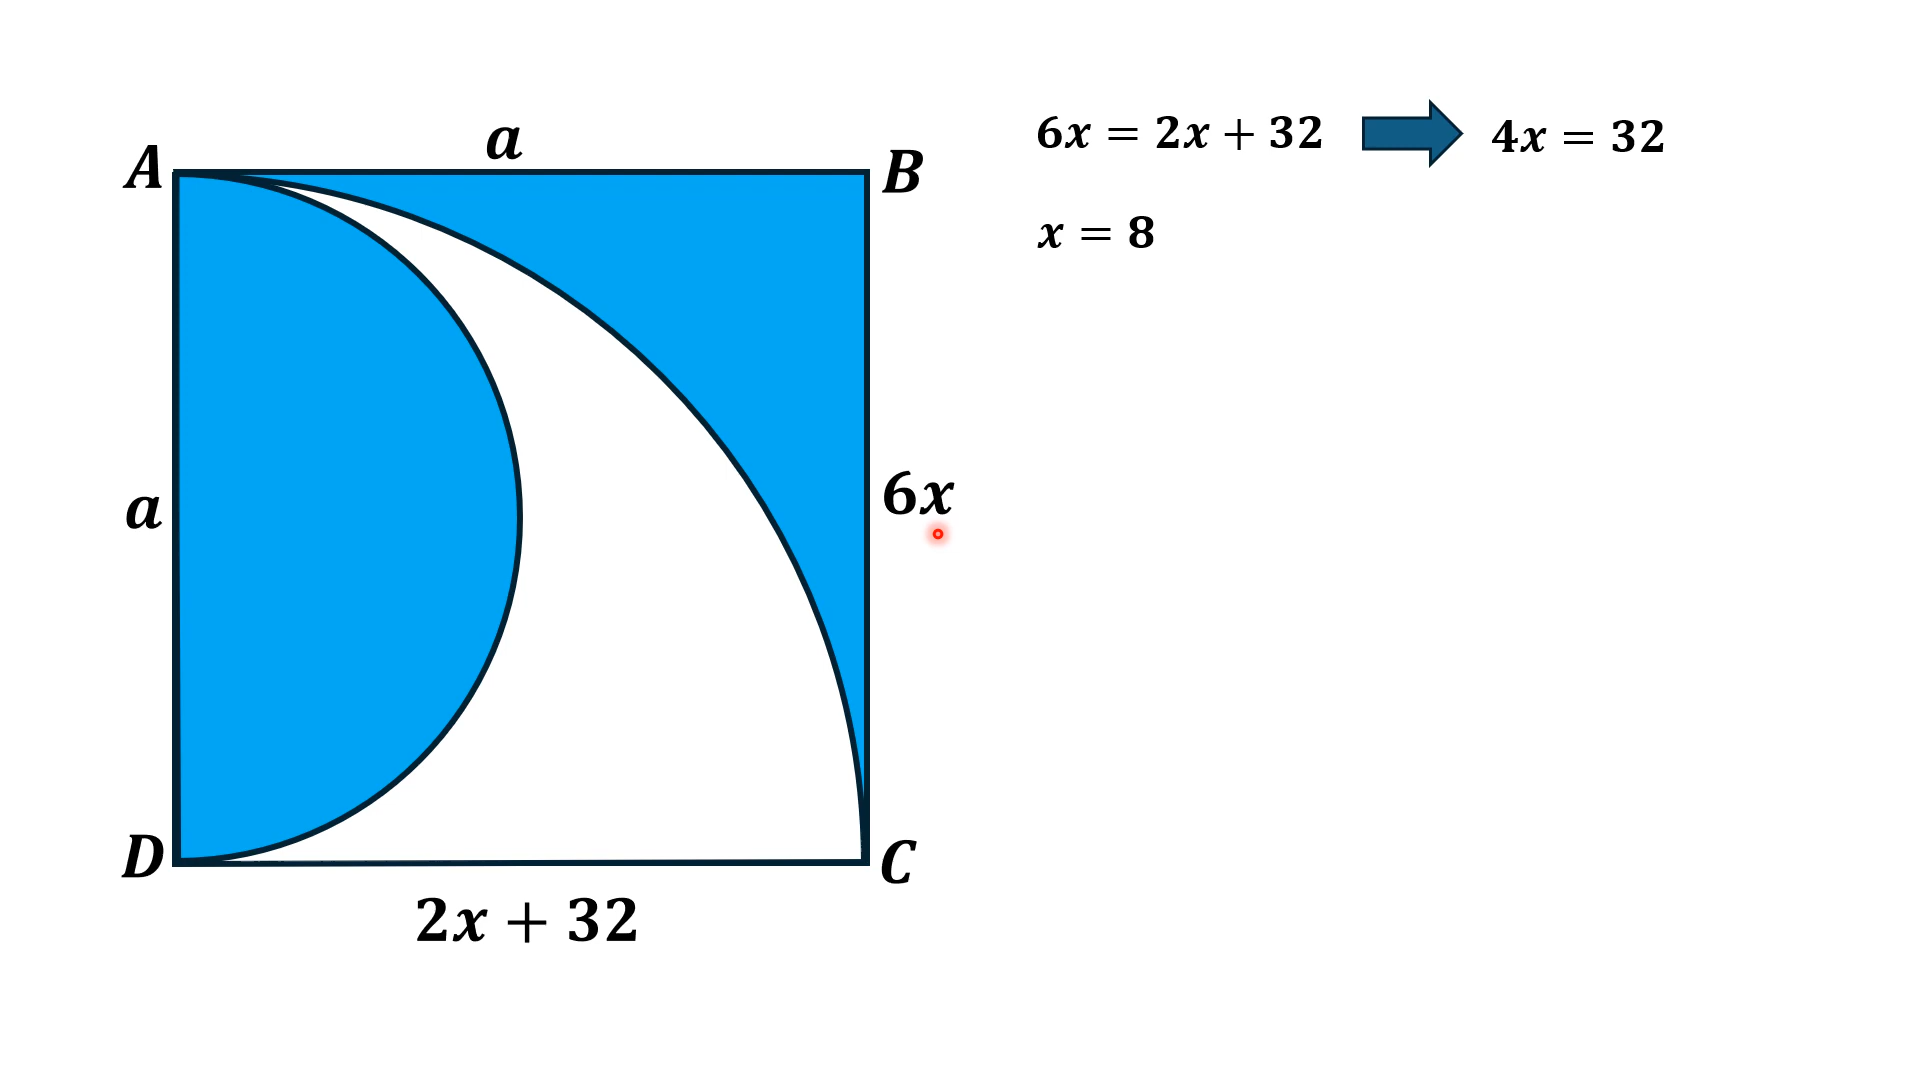 a
A
B
6x = 2x + 32
4x = 32
x = 8
a
6x
D
C
2x + 32